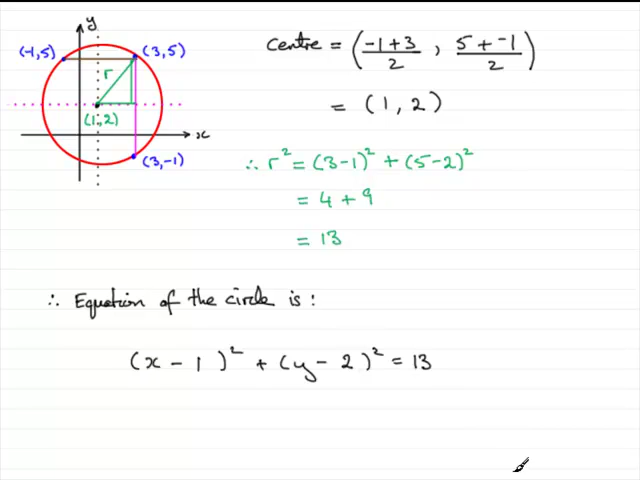 y
(-1,5)
(3,5)
r
(1,2)
x
(3,-1)
Centre = (-1+3/2 , 5+-1/2)
= (1,2)
∴ r² = (3-1)² + (5-2)²
= 4 + 9
= 13
∴ Equation of the circle is :
(x - 1)² + (y - 2)² = 13